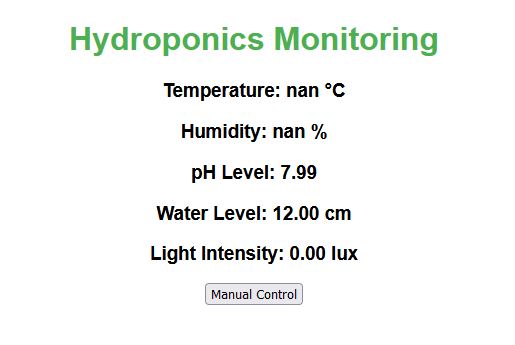 Hydroponics Monitoring
Temperature: nan °C
Humidity: nan %
pH Level: 7.99
Water Level: 12.00 cm
Light Intensity: 0.00 lux
Manual Control